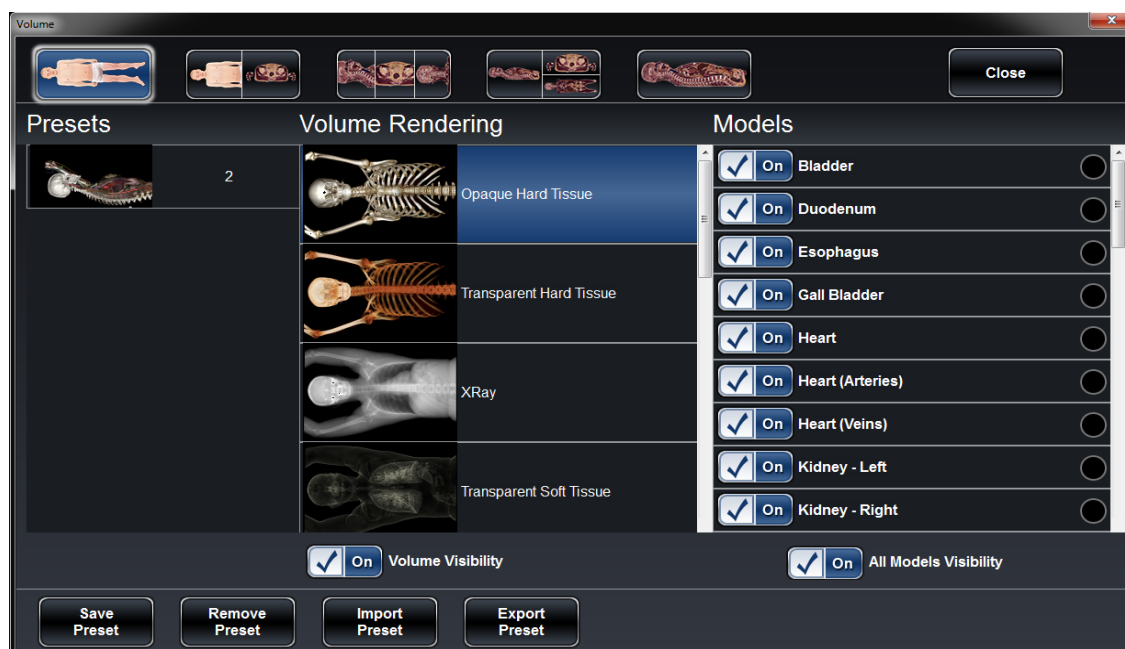 Volume
Close
Presets
Volume Rendering
Models
2
Opaque Hard Tissue
Transparent Hard Tissue
XRay
Transparent Soft Tissue
On Bladder
On Duodenum
On Esophagus
On Gall Bladder
On Heart
On Heart (Arteries)
On Heart (Veins)
On Kidney - Left
On Kidney - Right
On Volume Visibility
On All Models Visibility
Save
Preset
Remove
Preset
Import
Preset
Export
Preset